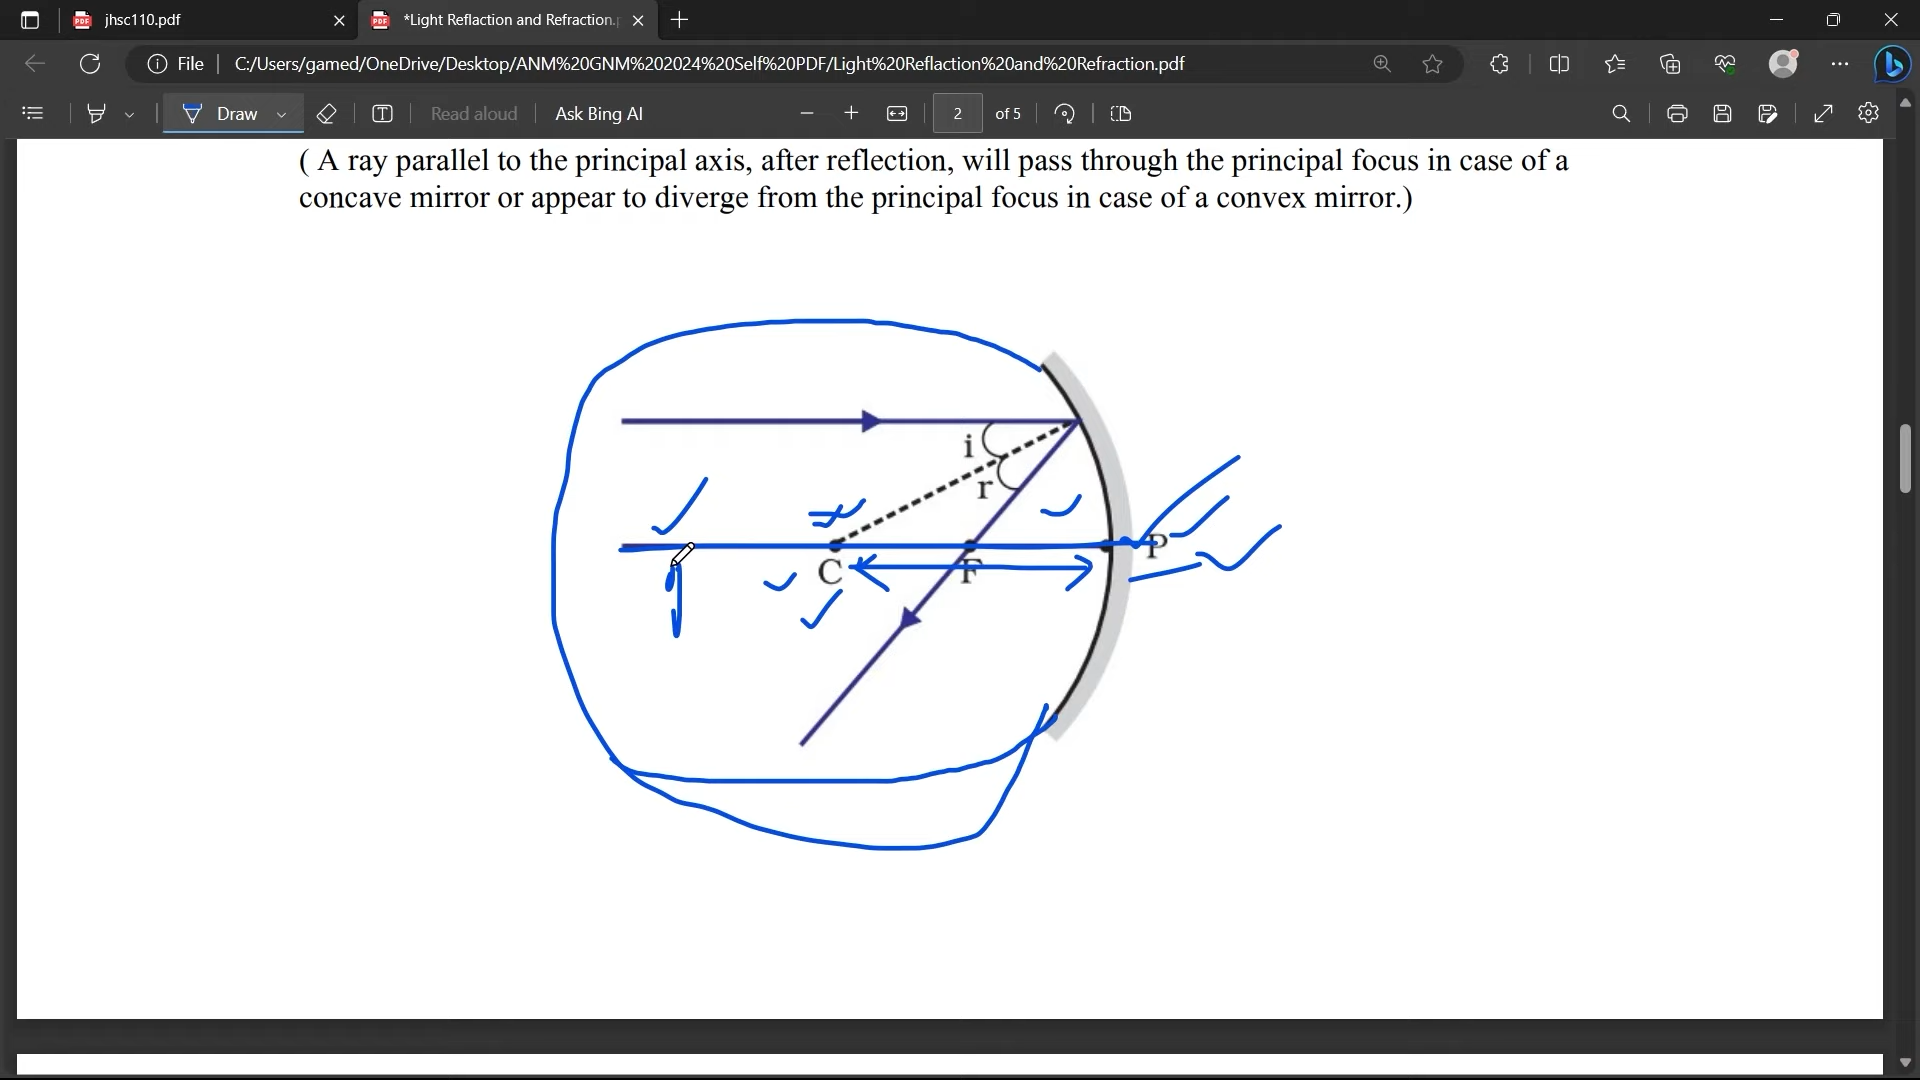 jhsc110.pdf
*Light Reflaction and Refraction.p
File
C:/Users/gamed/OneDrive/Desktop/ANM%20GNM%202024%20Self%20PDF/Light%20Reflaction%20and%20Refraction.pdf
Draw
Read aloud
Ask Bing AI
2 of 5
( A ray parallel to the principal axis, after reflection, will pass through the principal focus in case of a
concave mirror or appear to diverge from the principal focus in case of a convex mirror.)
i
r
C
F
P